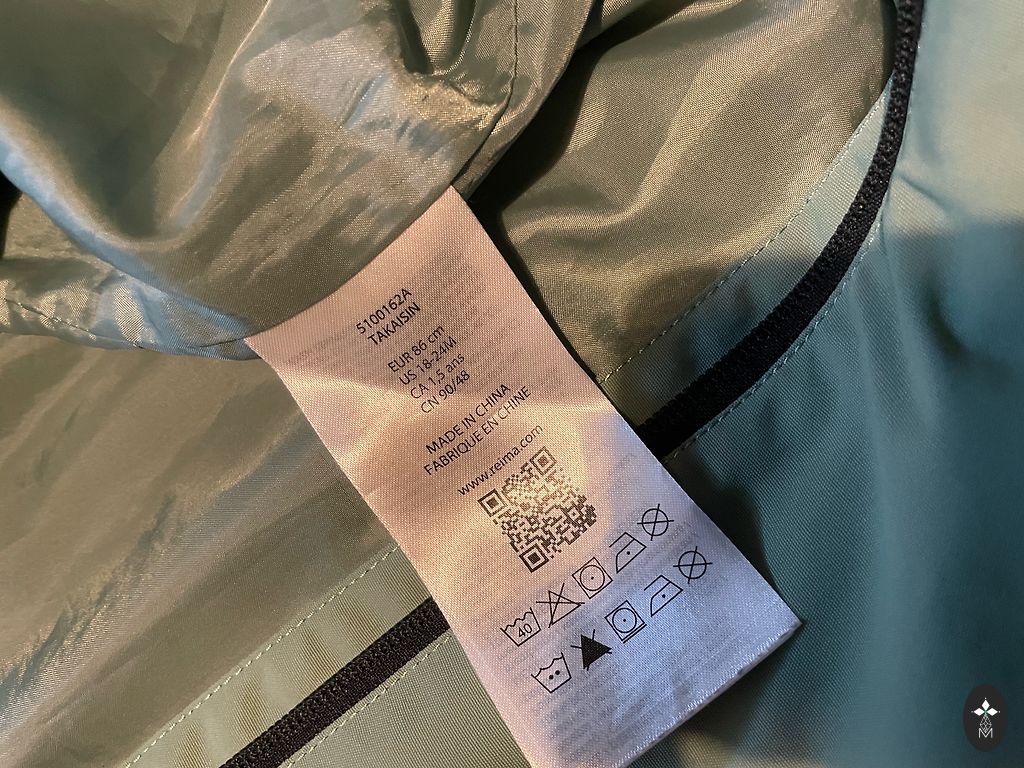 5100162A
TAKAISIN
EUR 86 cm
US 18-24M
CA 1,5 ans
CN 90/48
MADE IN CHINA
FABRIQUE EN CHINE
www.reima.com
40
M